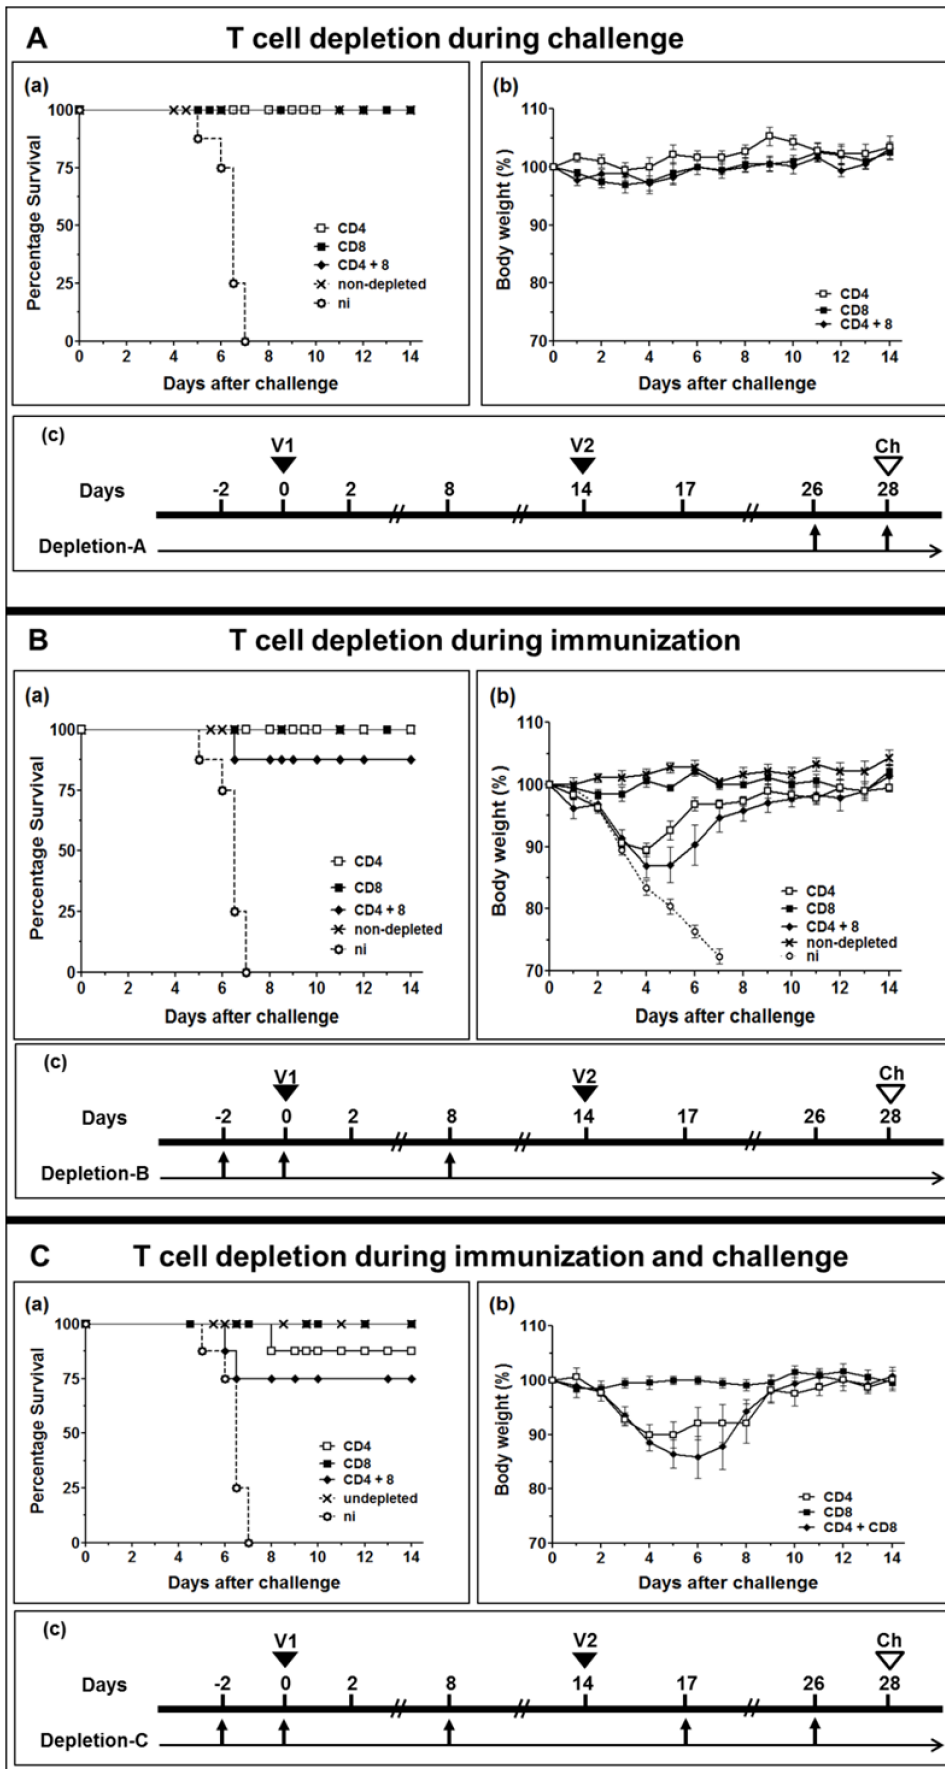 A T cell depletion during challenge
(a)
100
75
50
25
0
Percentage Survival
CD4
CD8
CD4 + 8
non-depleted
ni
0 2 4 6 8 10 12 14
Days after challenge
(b)
110
100
90
80
70
Body weight (%)
CD4
CD8
CD4 + 8
0 2 4 6 8 10 12 14
Days after challenge
(c)
V1 V2 Ch
Days -2 0 2 8 14 17 26 28
Depletion-A
B T cell depletion during immunization
(a)
100
75
50
25
0
Percentage Survival
CD4
CD8
CD4 + 8
non-depleted
ni
0 2 4 6 8 10 12 14
Days after challenge
(b)
110
100
90
80
70
Body weight (%)
CD4
CD8
CD4 + 8
non-depleted
ni
0 2 4 6 8 10 12 14
Days after challenge
(c)
V1 V2 Ch
Days -2 0 2 8 14 17 26 28
Depletion-B
C T cell depletion during immunization and challenge
(a)
100
75
50
25
0
Percentage Survival
CD4
CD8
CD4 + 8
undepleted
ni
0 2 4 6 8 10 12 14
Days after challenge
(b)
110
100
90
80
70
Body weight (%)
CD4
CD8
CD4 + CD8
0 2 4 6 8 10 12 14
Days after challenge
(c)
V1 V2 Ch
Days -2 0 2 8 14 17 26 28
Depletion-C